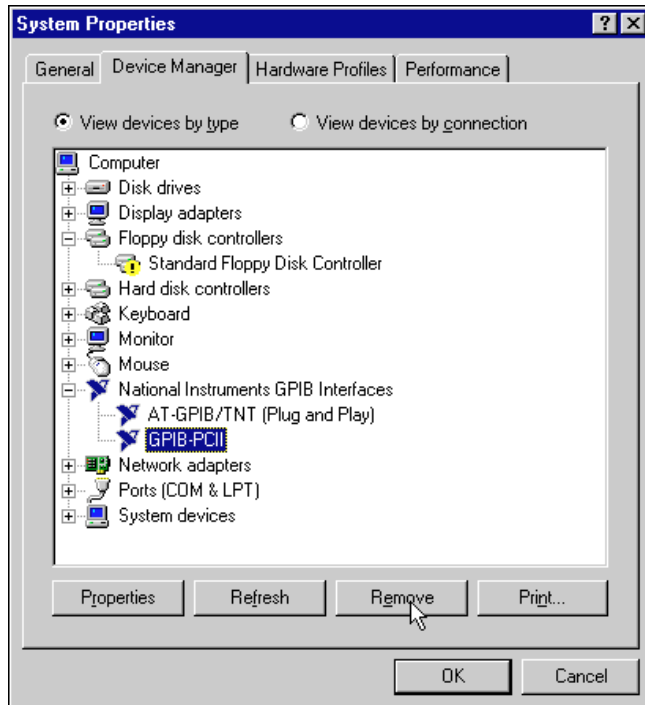 System Properties
General Device Manager Hardware Profiles Performance
View devices by type View devices by connection
Computer
Disk drives
Display adapters
Floppy disk controllers
Standard Floppy Disk Controller
Hard disk controllers
Keyboard
Monitor
Mouse
National Instruments GPIB Interfaces
AT-GPIB/TNT (Plug and Play)
GPIB-PCII
Network adapters
Ports (COM & LPT)
System devices
Properties Refresh Remove Print...
OK Cancel